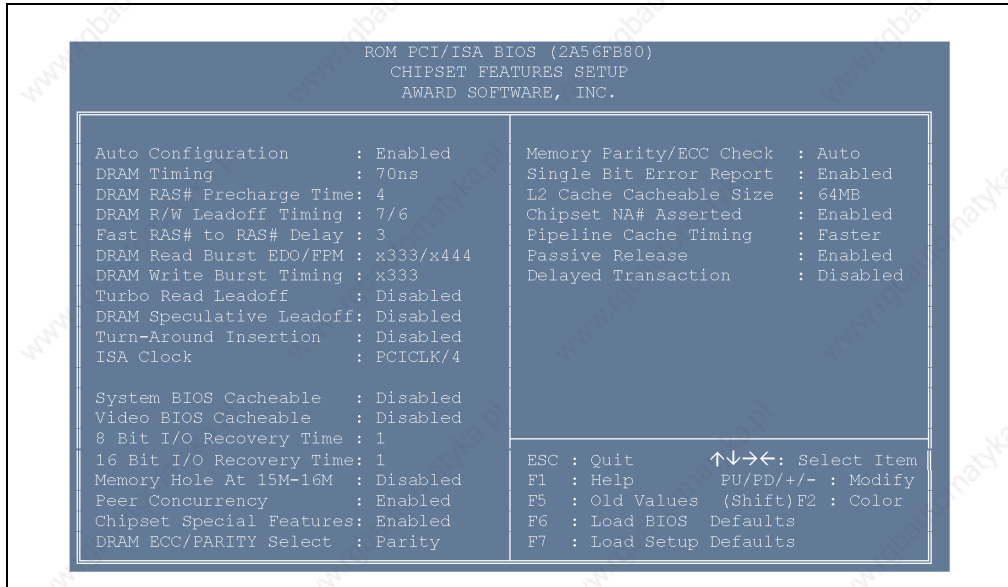 ROM PCI/ISA BIOS (2A56FB80)
CHIPSET FEATURES SETUP
AWARD SOFTWARE, INC.
Auto Configuration : Enabled
DRAM Timing : 70ns
DRAM RAS# Precharge Time: 4
DRAM R/W Leadoff Timing : 7/6
Fast RAS# to RAS# Delay : 3
DRAM Read Burst EDO/FPM : x333/x444
DRAM Write Burst Timing : x333
Turbo Read Leadoff : Disabled
DRAM Speculative Leadoff: Disabled
Turn-Around Insertion : Disabled
ISA Clock : PCICLK/4
System BIOS Cacheable : Disabled
Video BIOS Cacheable : Disabled
8 Bit I/O Recovery Time : 1
16 Bit I/O Recovery Time: 1
Memory Hole At 15M-16M : Disabled
Peer Concurrency : Enabled
Chipset Special Features: Enabled
DRAM ECC/PARITY Select : Parity
Memory Parity/ECC Check : Auto
Single Bit Error Report : Enabled
L2 Cache Cacheable Size : 64MB
Chipset NA# Asserted : Enabled
Pipeline Cache Timing : Faster
Passive Release : Enabled
Delayed Transaction : Disabled
ESC : Quit ↑↓→←: Select Item
F1 : Help PU/PD/+/- : Modify
F5 : Old Values (Shift)F2 : Color
F6 : Load BIOS Defaults
F7 : Load Setup Defaults